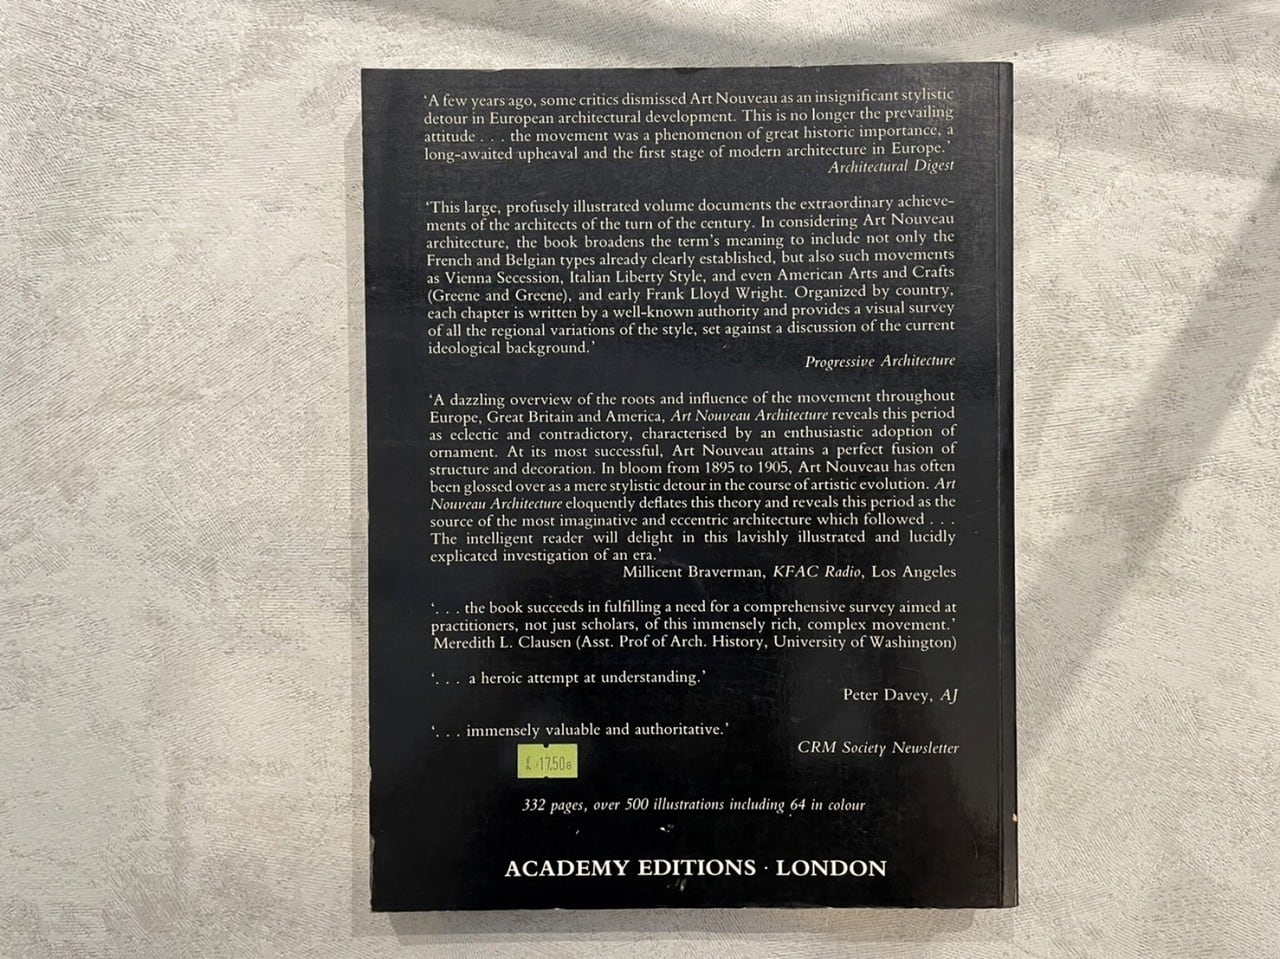 ‘A few years ago, some critics dismissed Art Nouveau as an insignificant stylistic
detour in European architectural development. This is no longer the prevailing
attitude . . . the movement was a phenomenon of great historic importance, a
long-awaited upheaval and the first stage of modern architecture in Europe.’
Architectural Digest
‘This large, profusely illustrated volume documents the extraordinary achieve-
ments of the architects of the turn of the century. In considering Art Nouveau
architecture, the book broadens the term's meaning to include not only the
French and Belgian types already clearly established, but also such movements
as Vienna Secession, Italian Liberty Style, and even American Arts and Crafts
(Greene and Greene), and early Frank Lloyd Wright. Organized by country,
each chapter is written by a well-known authority and provides a visual survey
of all the regional variations of the style, set against a discussion of the current
ideological background.’
Progressive Architecture
‘A dazzling overview of the roots and influence of the movement throughout
Europe, Great Britain and America, Art Nouveau Architecture reveals this period
as eclectic and contradictory, characterised by an enthusiastic adoption of
ornament. At its most successful, Art Nouveau attains a perfect fusion of
structure and decoration. In bloom from 1895 to 1905, Art Nouveau has often
been glossed over as a mere stylistic detour in the course of artistic evolution. Art
Nouveau Architecture eloquently deflates this theory and reveals this period as the
source of the most imaginative and eccentric architecture which followed . . .
The intelligent reader will delight in this lavishly illustrated and lucidly
explicated investigation of an era.’
Millicent Braverman, KFAC Radio, Los Angeles
‘. . . the book succeeds in fulfilling a need for a comprehensive survey aimed at
practitioners, not just scholars, of this immensely rich, complex movement.’
Meredith L. Clausen (Asst. Prof of Arch. History, University of Washington)
‘. . . a heroic attempt at understanding.’
Peter Davey, AJ
‘. . . immensely valuable and authoritative.’
CRM Society Newsletter
£ 17.50 8
332 pages, over 500 illustrations including 64 in colour
ACADEMY EDITIONS · LONDON